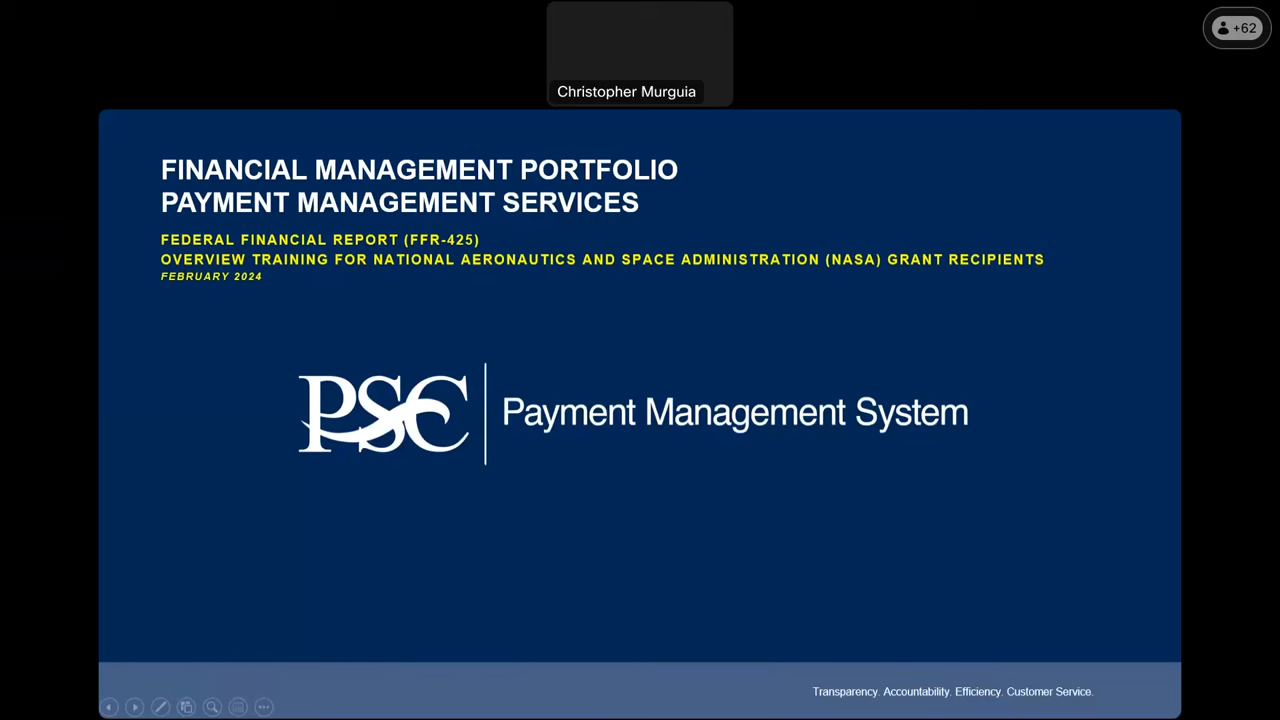 +62
Christopher Murguia
FINANCIAL MANAGEMENT PORTFOLIO
PAYMENT MANAGEMENT SERVICES
FEDERAL FINANCIAL REPORT (FFR-425)
OVERVIEW TRAINING FOR NATIONAL AERONAUTICS AND SPACE ADMINISTRATION (NASA) GRANT RECIPIENTS
FEBRUARY 2024
PSC Payment Management System
Transparency. Accountability. Efficiency. Customer Service.